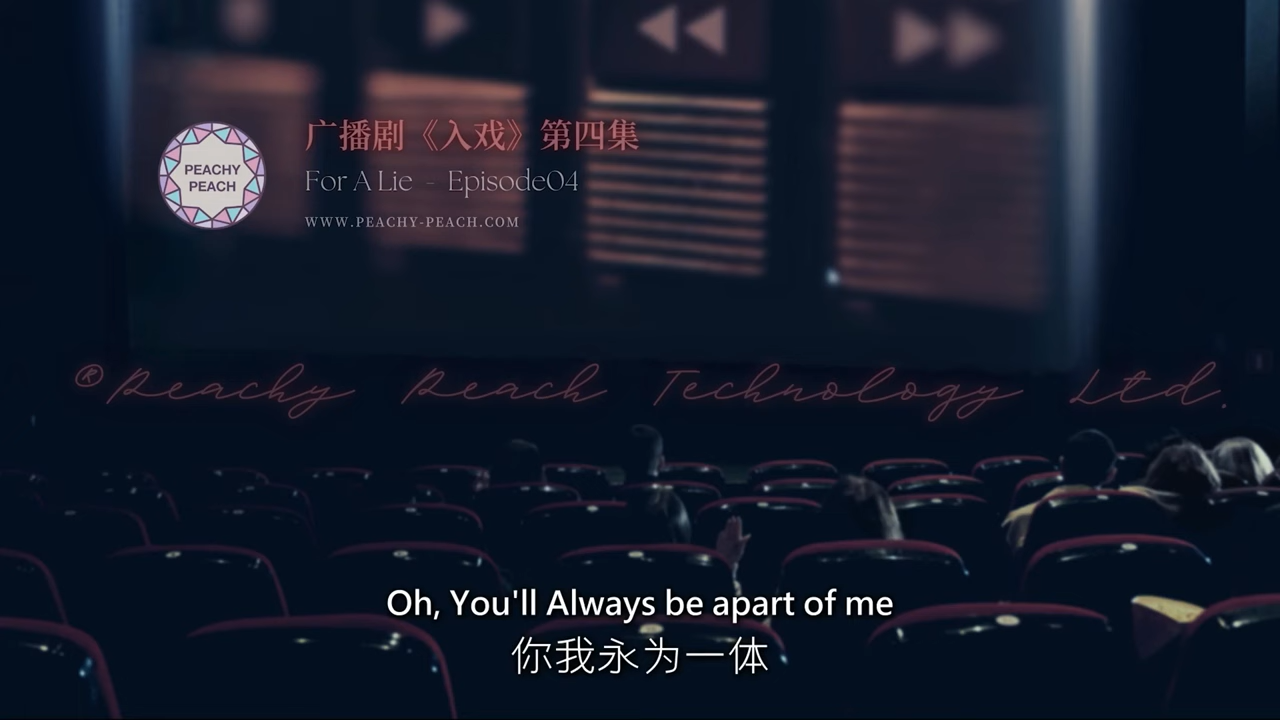 广播剧《入戏》第四集
PEACHY
PEACH
For A Lie - Episode04
WWW.PEACHY-PEACH.COM
®Peachy Peach Technology Ltd.
Oh, You'll Always be apart of me
你我永为一体